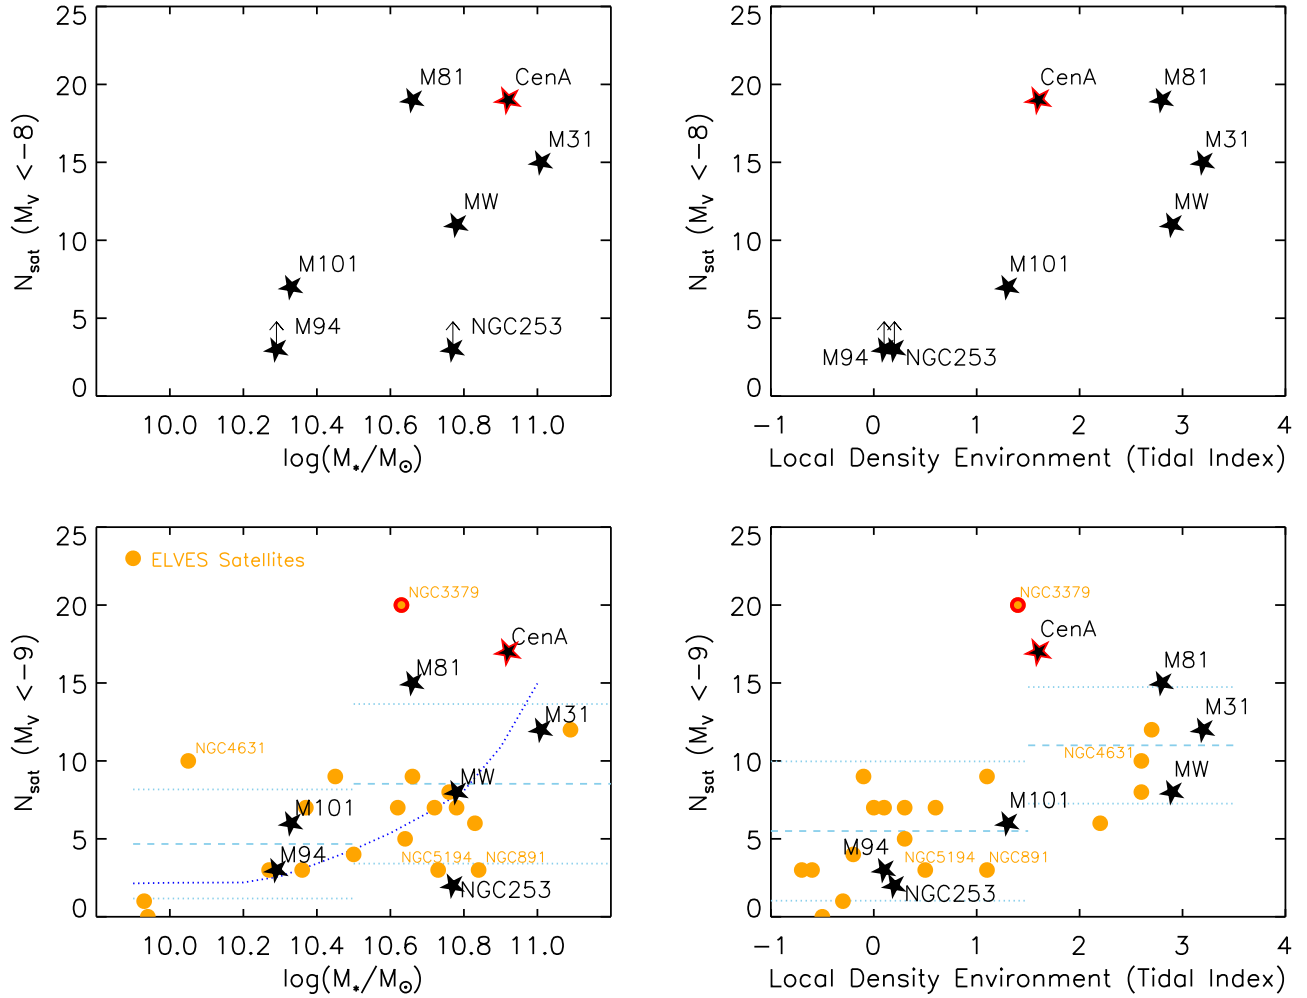 25
20
15
10
5
0
N_sat (M_V <-8)
M81
CenA
M31
MW
M101
M94
NGC253
10.0 10.2 10.4 10.6 10.8 11.0
log(M_*/M_⊙)
25
20
15
10
5
0
N_sat (M_V <-8)
CenA
M81
M31
MW
M101
M94
NGC253
-1 0 1 2 3 4
Local Density Environment (Tidal Index)
25
20
15
10
5
0
N_sat (M_V <-9)
ELVES Satellites
NGC3379
CenA
M81
M31
NGC4631
MW
M101
M94
NGC5194
NGC891
NGC253
10.0 10.2 10.4 10.6 10.8 11.0
log(M_*/M_⊙)
25
20
15
10
5
0
N_sat (M_V <-9)
NGC3379
CenA
M81
M31
NGC4631
MW
M101
M94
NGC5194
NGC891
NGC253
-1 0 1 2 3 4
Local Density Environment (Tidal Index)